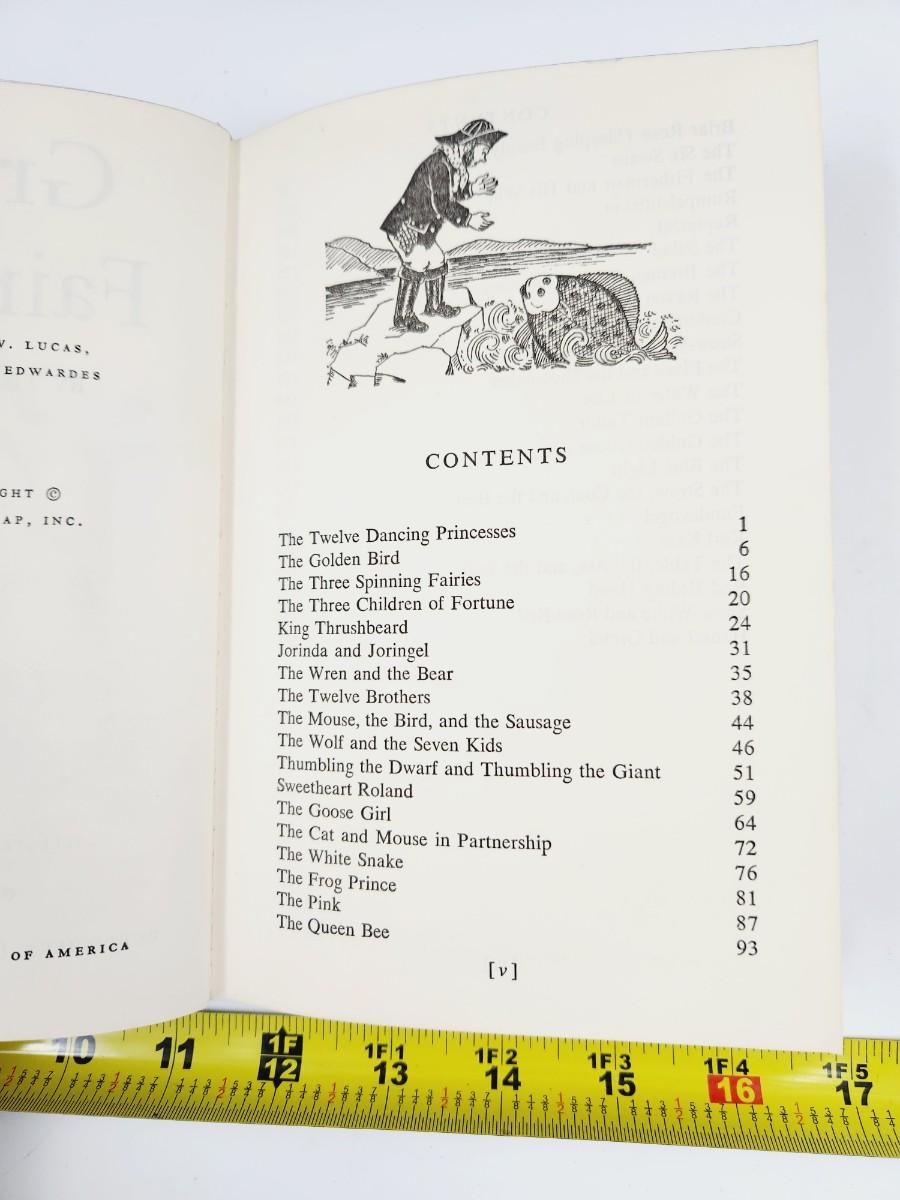 V. LUCAS,
EDWARDES
GHT ©
AP, INC.
OF AMERICA
CONTENTS
The Twelve Dancing Princesses 1
The Golden Bird 6
The Three Spinning Fairies 16
The Three Children of Fortune 20
King Thrushbeard 24
Jorinda and Joringel 31
The Wren and the Bear 35
The Twelve Brothers 38
The Mouse, the Bird, and the Sausage 44
The Wolf and the Seven Kids 46
Thumbling the Dwarf and Thumbling the Giant 51
Sweetheart Roland 59
The Goose Girl 64
The Cat and Mouse in Partnership 72
The White Snake 76
The Frog Prince 81
The Pink 87
The Queen Bee 93
[v]
1F 1F1 1F2 1F3 1F4 1F5
10 11 12 13 14 15 16 17